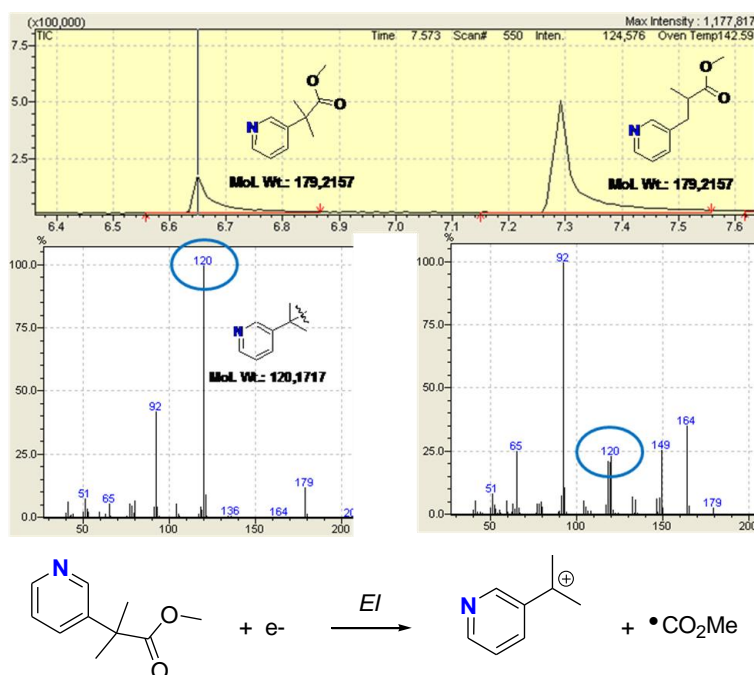 (x100,000) Max Intensity : 1,177,817
TIC Time 7.573 Scan# 550 Inten. 124,576 Oven Temp142.59
7.5
5.0
2.5
N O O
MoL Wt.: 179,2157
N O O
MoL Wt.: 179,2157
6.4 6.5 6.6 6.7 6.8 6.9 7.0 7.1 7.2 7.3 7.4 7.5 7.6
%
100.0
75.0
50.0
25.0
0.0
120
92
51
65
136
164
179
20
N
MoL Wt.: 120,1717
50 100 150 200
%
100.0
75.0
50.0
25.0
0.0
92
65
51
120
149
164
179
50 100 150 200
N O O + e- EI N + + •CO2Me